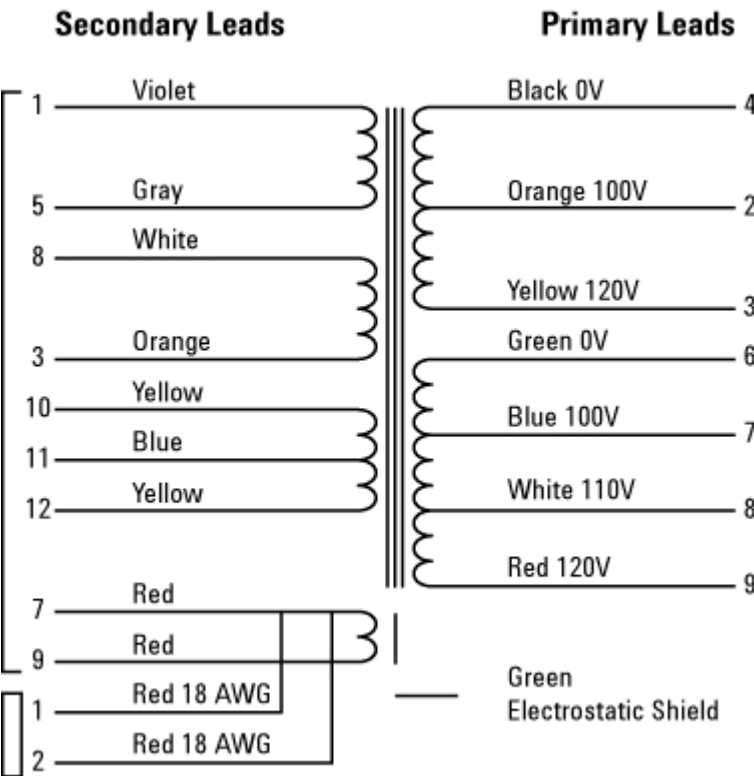 Secondary Leads Primary Leads
1 Violet Black 0V 4
5 Gray Orange 100V 2
8 White
Yellow 120V 3
3 Orange Green 0V 6
10 Yellow
11 Blue Blue 100V 7
12 Yellow White 110V 8
Red 120V 9
7 Red
9 Red
1 Red 18 AWG Green
Electrostatic Shield
2 Red 18 AWG